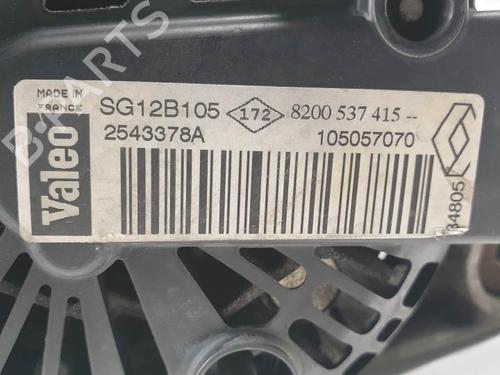 B-PARTS
MADE IN
FRANCE
Valeo
SG12B105 172 8200 537 415 --
2543378A 105057070
34805